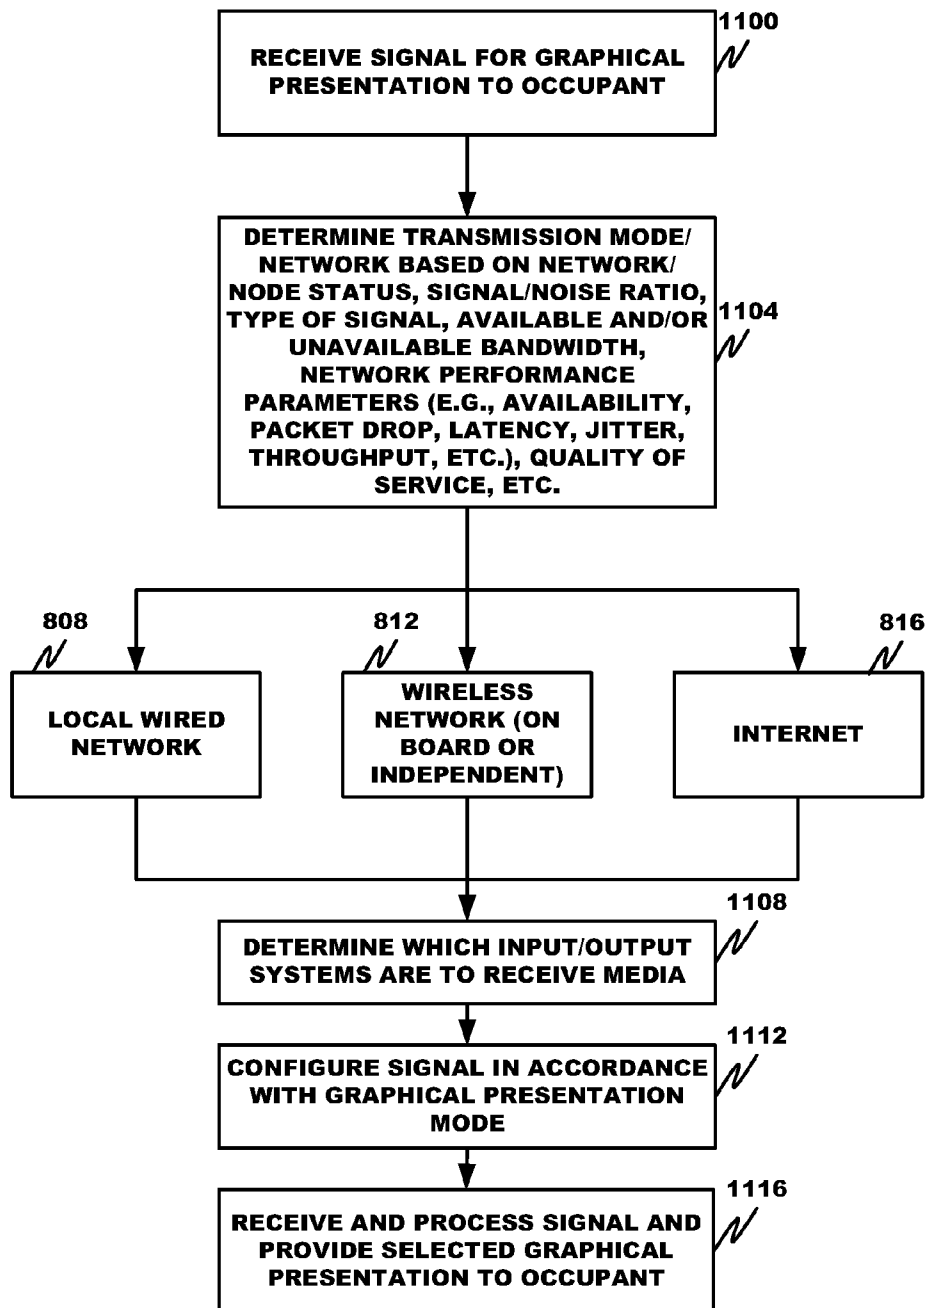 1100
RECEIVE SIGNAL FOR GRAPHICAL
PRESENTATION TO OCCUPANT
DETERMINE TRANSMISSION MODE/
NETWORK BASED ON NETWORK/
NODE STATUS, SIGNAL/NOISE RATIO,
TYPE OF SIGNAL, AVAILABLE AND/OR
UNAVAILABLE BANDWIDTH,
NETWORK PERFORMANCE
PARAMETERS (E.G., AVAILABILITY,
PACKET DROP, LATENCY, JITTER,
THROUGHPUT, ETC.), QUALITY OF
SERVICE, ETC.
1104
808
LOCAL WIRED
NETWORK
812
WIRELESS
NETWORK (ON
BOARD OR
INDEPENDENT)
816
INTERNET
1108
DETERMINE WHICH INPUT/OUTPUT
SYSTEMS ARE TO RECEIVE MEDIA
1112
CONFIGURE SIGNAL IN ACCORDANCE
WITH GRAPHICAL PRESENTATION
MODE
1116
RECEIVE AND PROCESS SIGNAL AND
PROVIDE SELECTED GRAPHICAL
PRESENTATION TO OCCUPANT